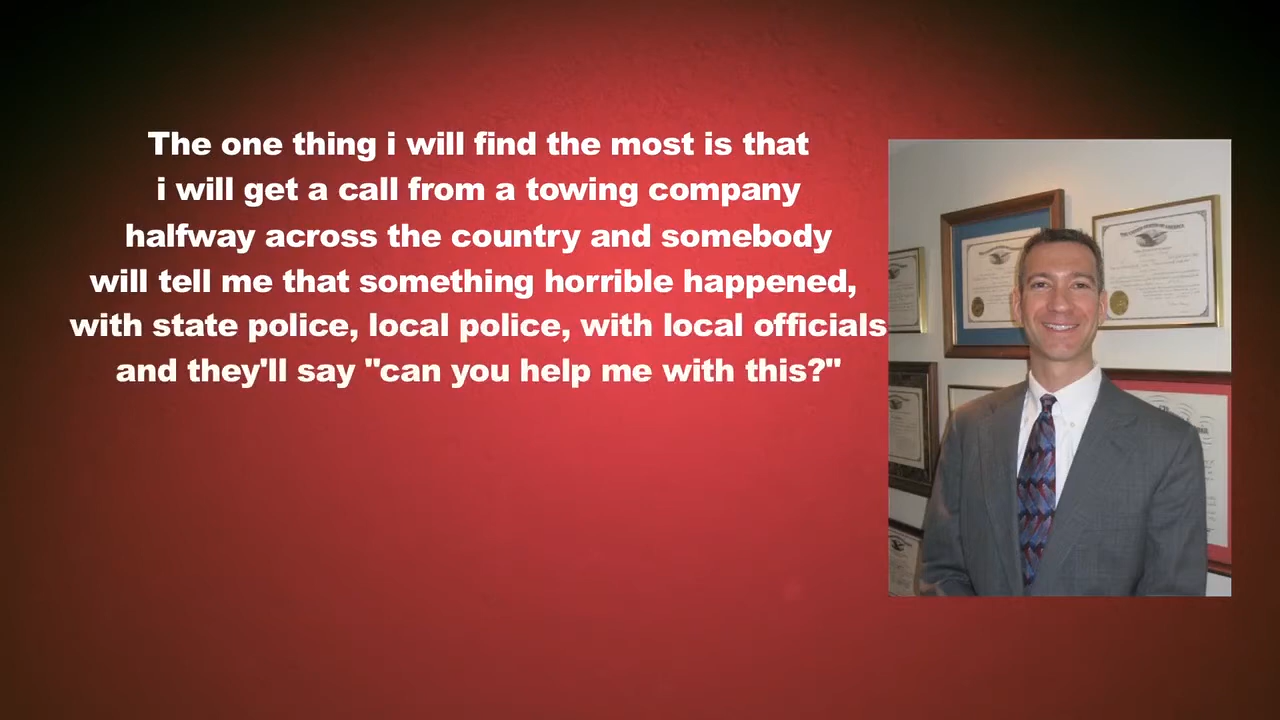 The one thing i will find the most is that
i will get a call from a towing company
halfway across the country and somebody
will tell me that something horrible happened,
with state police, local police, with local officials
and they'll say "can you help me with this?"